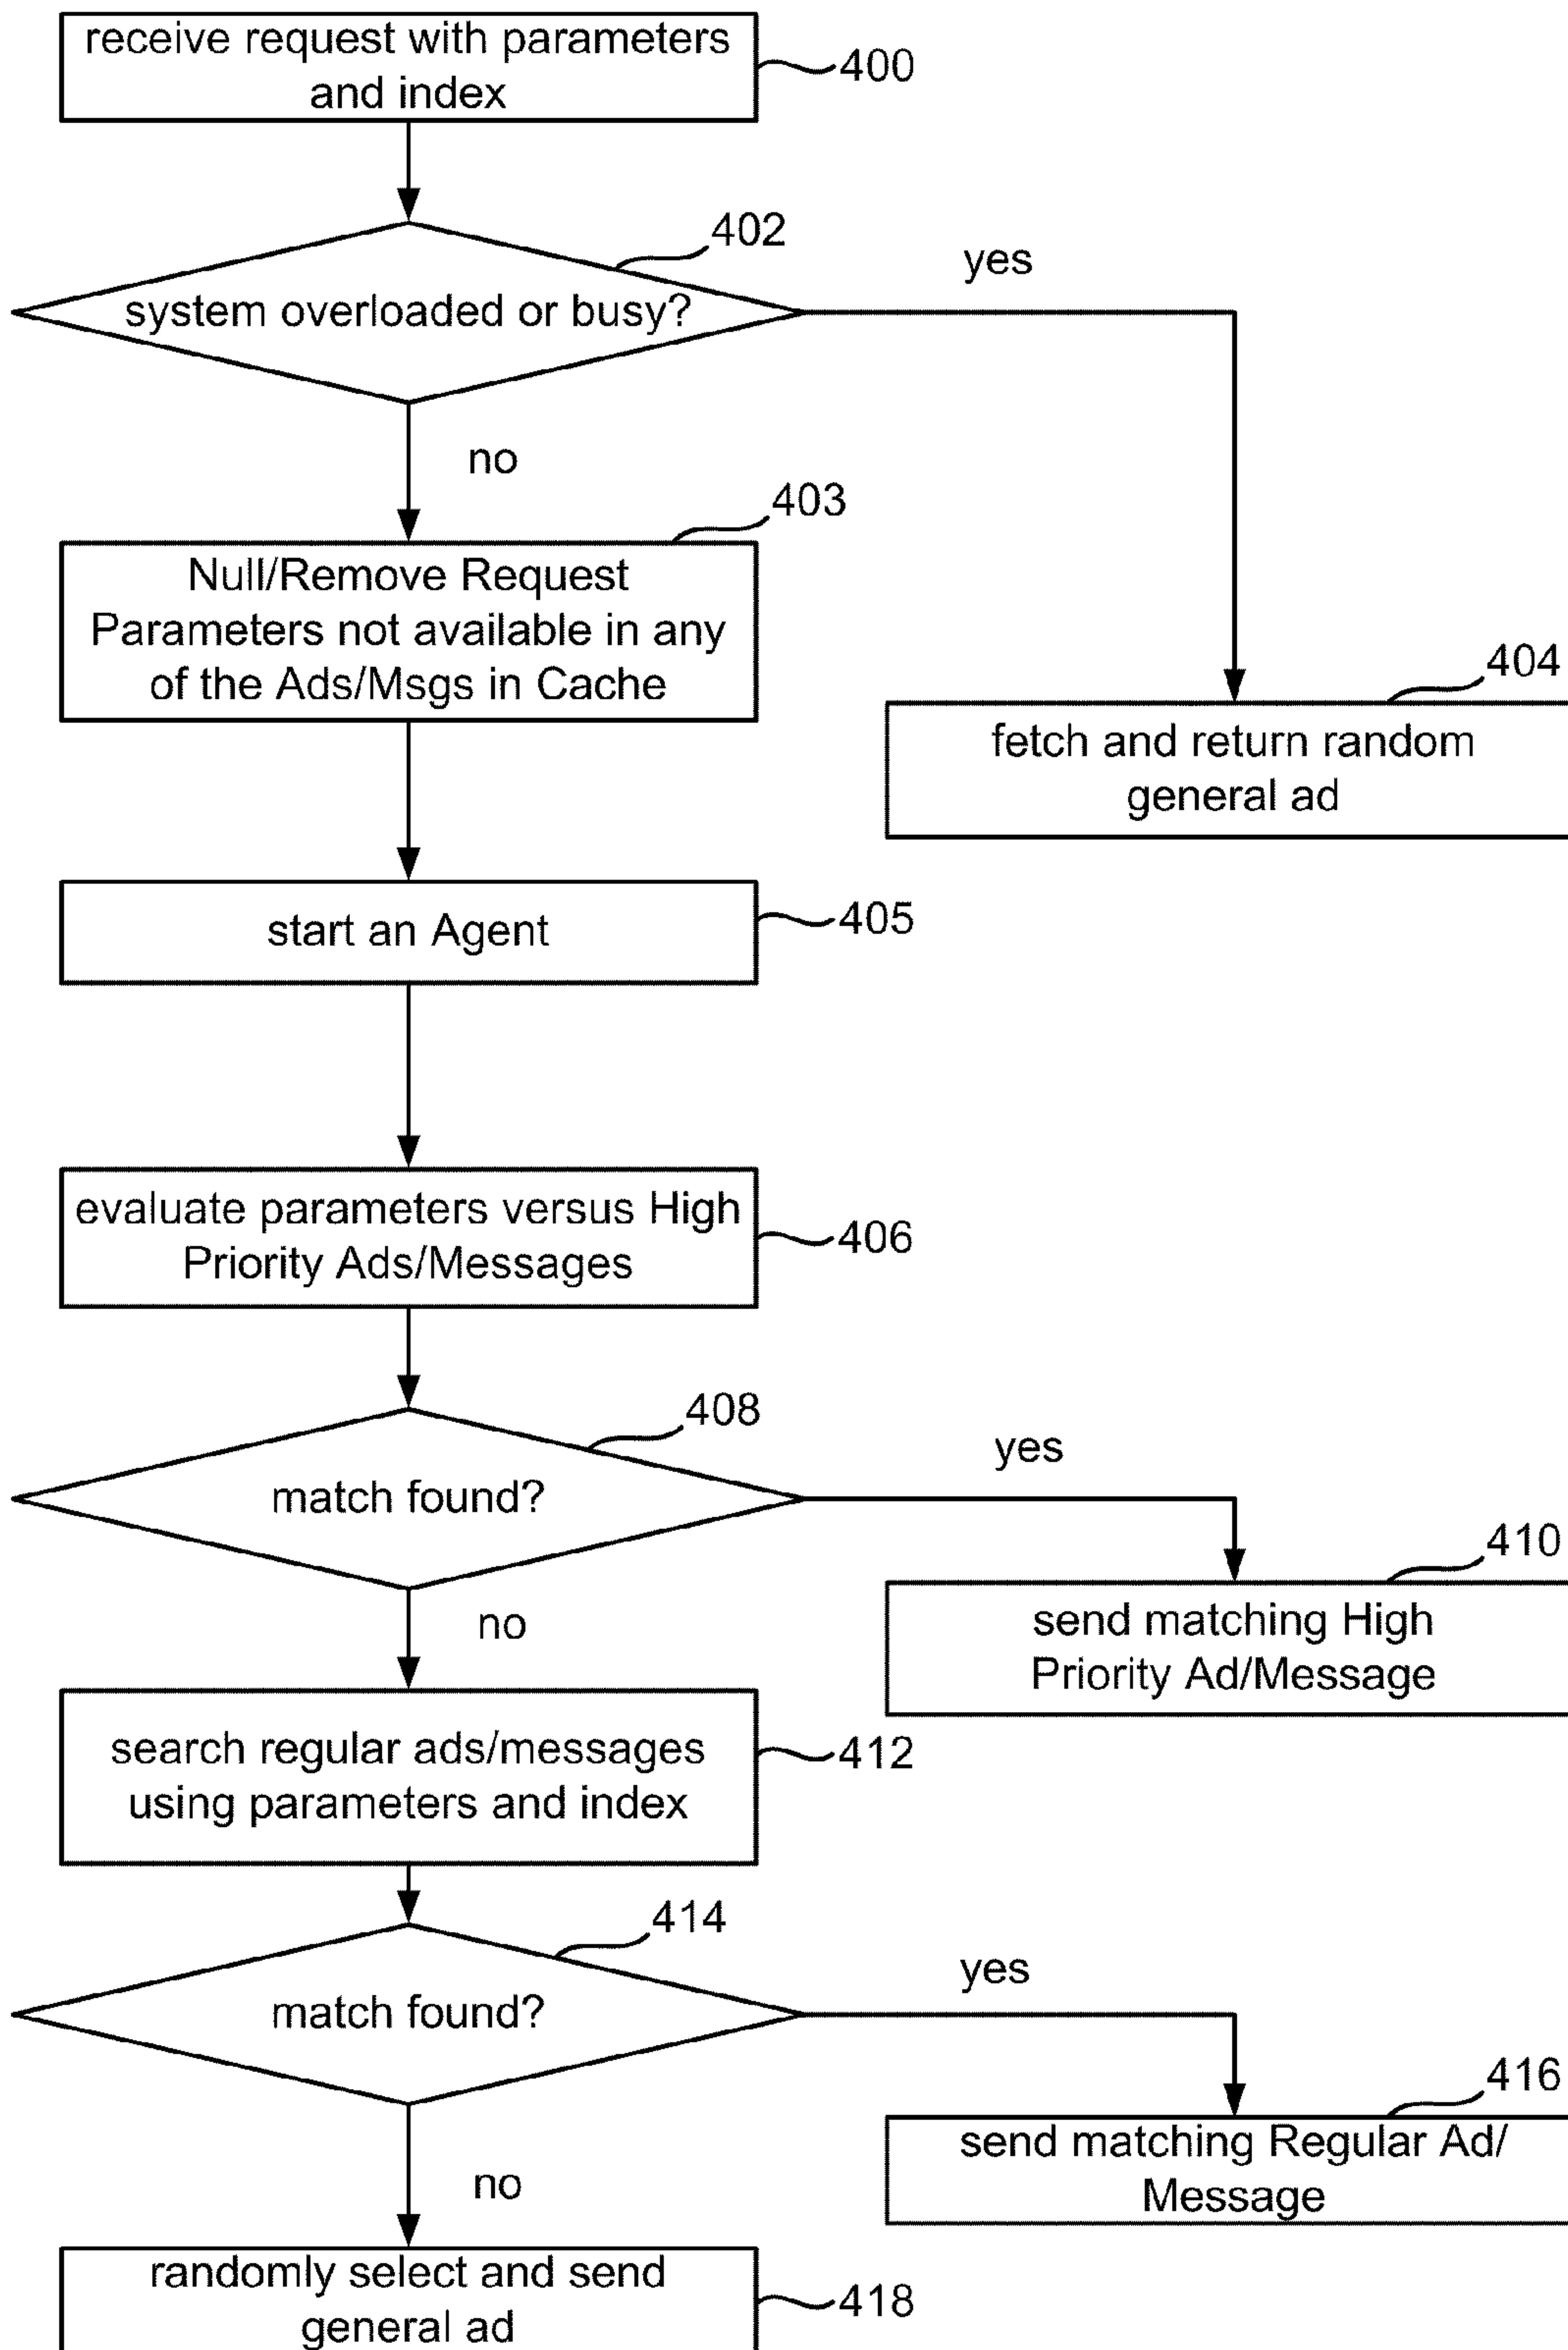 receive request with parameters
and index
400
402
system overloaded or busy?
yes
no
403
Null/Remove Request
Parameters not available in any
of the Ads/Msgs in Cache
404
fetch and return random
general ad
start an Agent
405
evaluate parameters versus High
Priority Ads/Messages
406
408
match found?
yes
no
410
send matching High
Priority Ad/Message
search regular ads/messages
using parameters and index
412
414
match found?
yes
no
416
send matching Regular Ad/
Message
randomly select and send
general ad
418